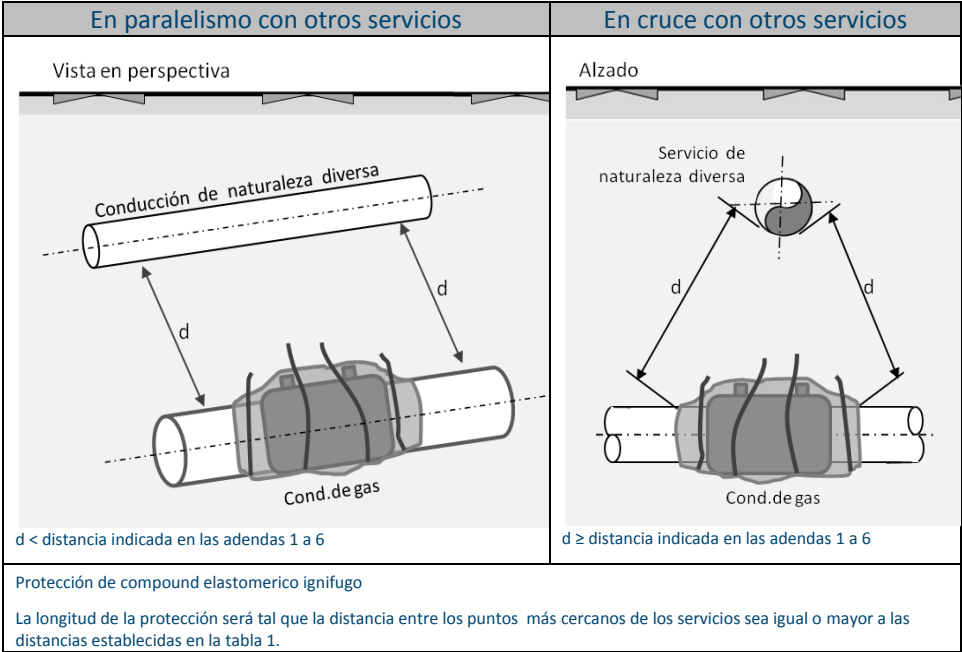 En paralelismo con otros servicios
En cruce con otros servicios
Vista en perspectiva
Conducción de naturaleza diversa
d
d
Cond.de gas
d < distancia indicada en las adendas 1 a 6
Alzado
Servicio de
naturaleza diversa
d
d
Cond.de gas
d ≥ distancia indicada en las adendas 1 a 6
Protección de compound elastomerico ignifugo
La longitud de la protección será tal que la distancia entre los puntos más cercanos de los servicios sea igual o mayor a las
distancias establecidas en la tabla 1.